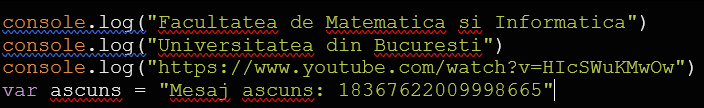 console.log("Facultatea de Matematica si Informatica")
console.log("Universitatea din Bucuresti")
console.log("https://www.youtube.com/watch?v=HIcSWuKMwOw")
var ascuns = "Mesaj ascuns: 18367622009998665"